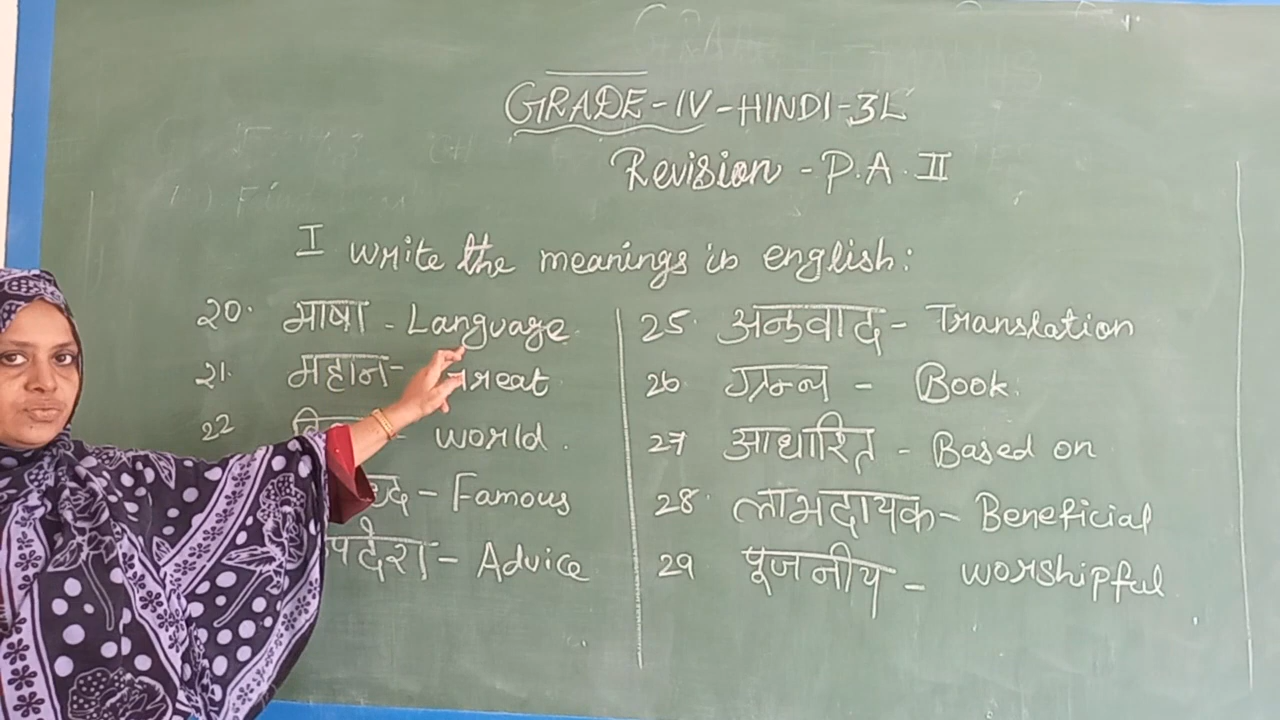 GRADE-IV-HINDI-3L
Revision - P.A. II
I write the meanings in english:
20. भाषा - Language
21. महान - Great
22 - world.
- Famous
- Advice
25. अनुवाद - Translation
26 ग्रन्थ - Book.
27 आधारित - Based on
28. लाभदायक - Beneficial
29 पूजनीय - worshipful